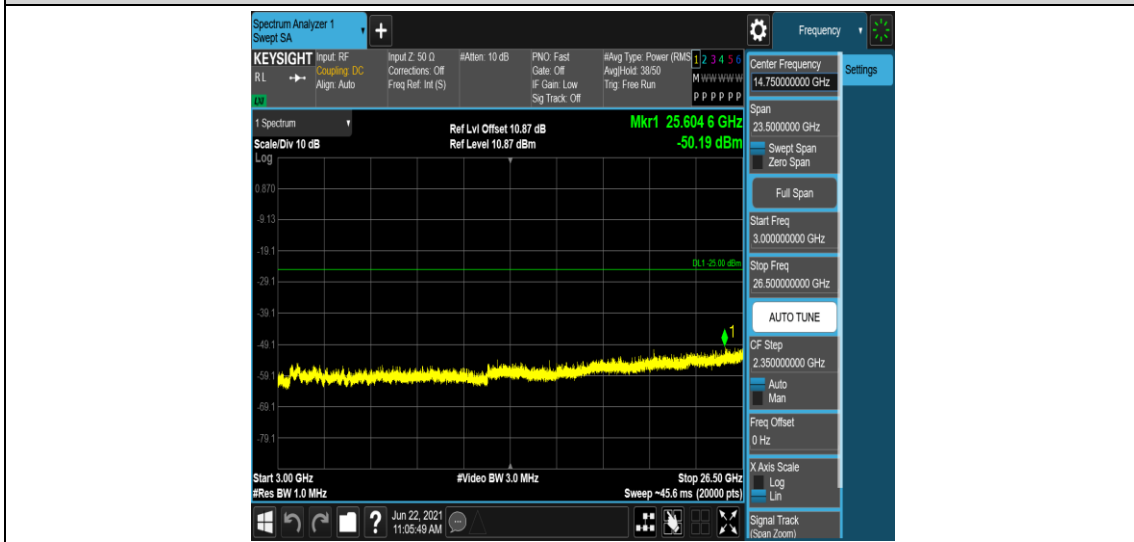 Spectrum Analyzer 1
Swept SA
+
Frequency
KEYSIGHT
RL
Input: RF
Coupling: DC
Align: Auto
Input Z: 50 Ω
Corrections: Off
Freq Ref: Int (S)
#Atten: 10 dB
PNO: Fast
Gate: Off
IF Gain: Low
Sig Track: Off
#Avg Type: Power (RMS
Avg|Hold: 38/50
Trig: Free Run
1 2 3 4 5 6
M W W W W W
P P P P P P
1 Spectrum
Scale/Div 10 dB
Log
Ref Lvl Offset 10.87 dB
Ref Level 10.87 dBm
Mkr1 25.604 6 GHz
-50.19 dBm
0.870
-9.13
-19.1
DL1 -25.00 dBm
-29.1
-39.1
1
-49.1
-59.1
-69.1
-79.1
Start 3.00 GHz
#Video BW 3.0 MHz
Stop 26.50 GHz
#Res BW 1.0 MHz
Sweep ~45.6 ms (20000 pts)
?
Jun 22, 2021
11:05:49 AM
Center Frequency
14.750000000 GHz
Settings
Span
23.5000000 GHz
Swept Span
Zero Span
Full Span
Start Freq
3.000000000 GHz
Stop Freq
26.500000000 GHz
AUTO TUNE
CF Step
2.350000000 GHz
Auto
Man
Freq Offset
0 Hz
X Axis Scale
Log
Lin
Signal Track
(Span Zoom)